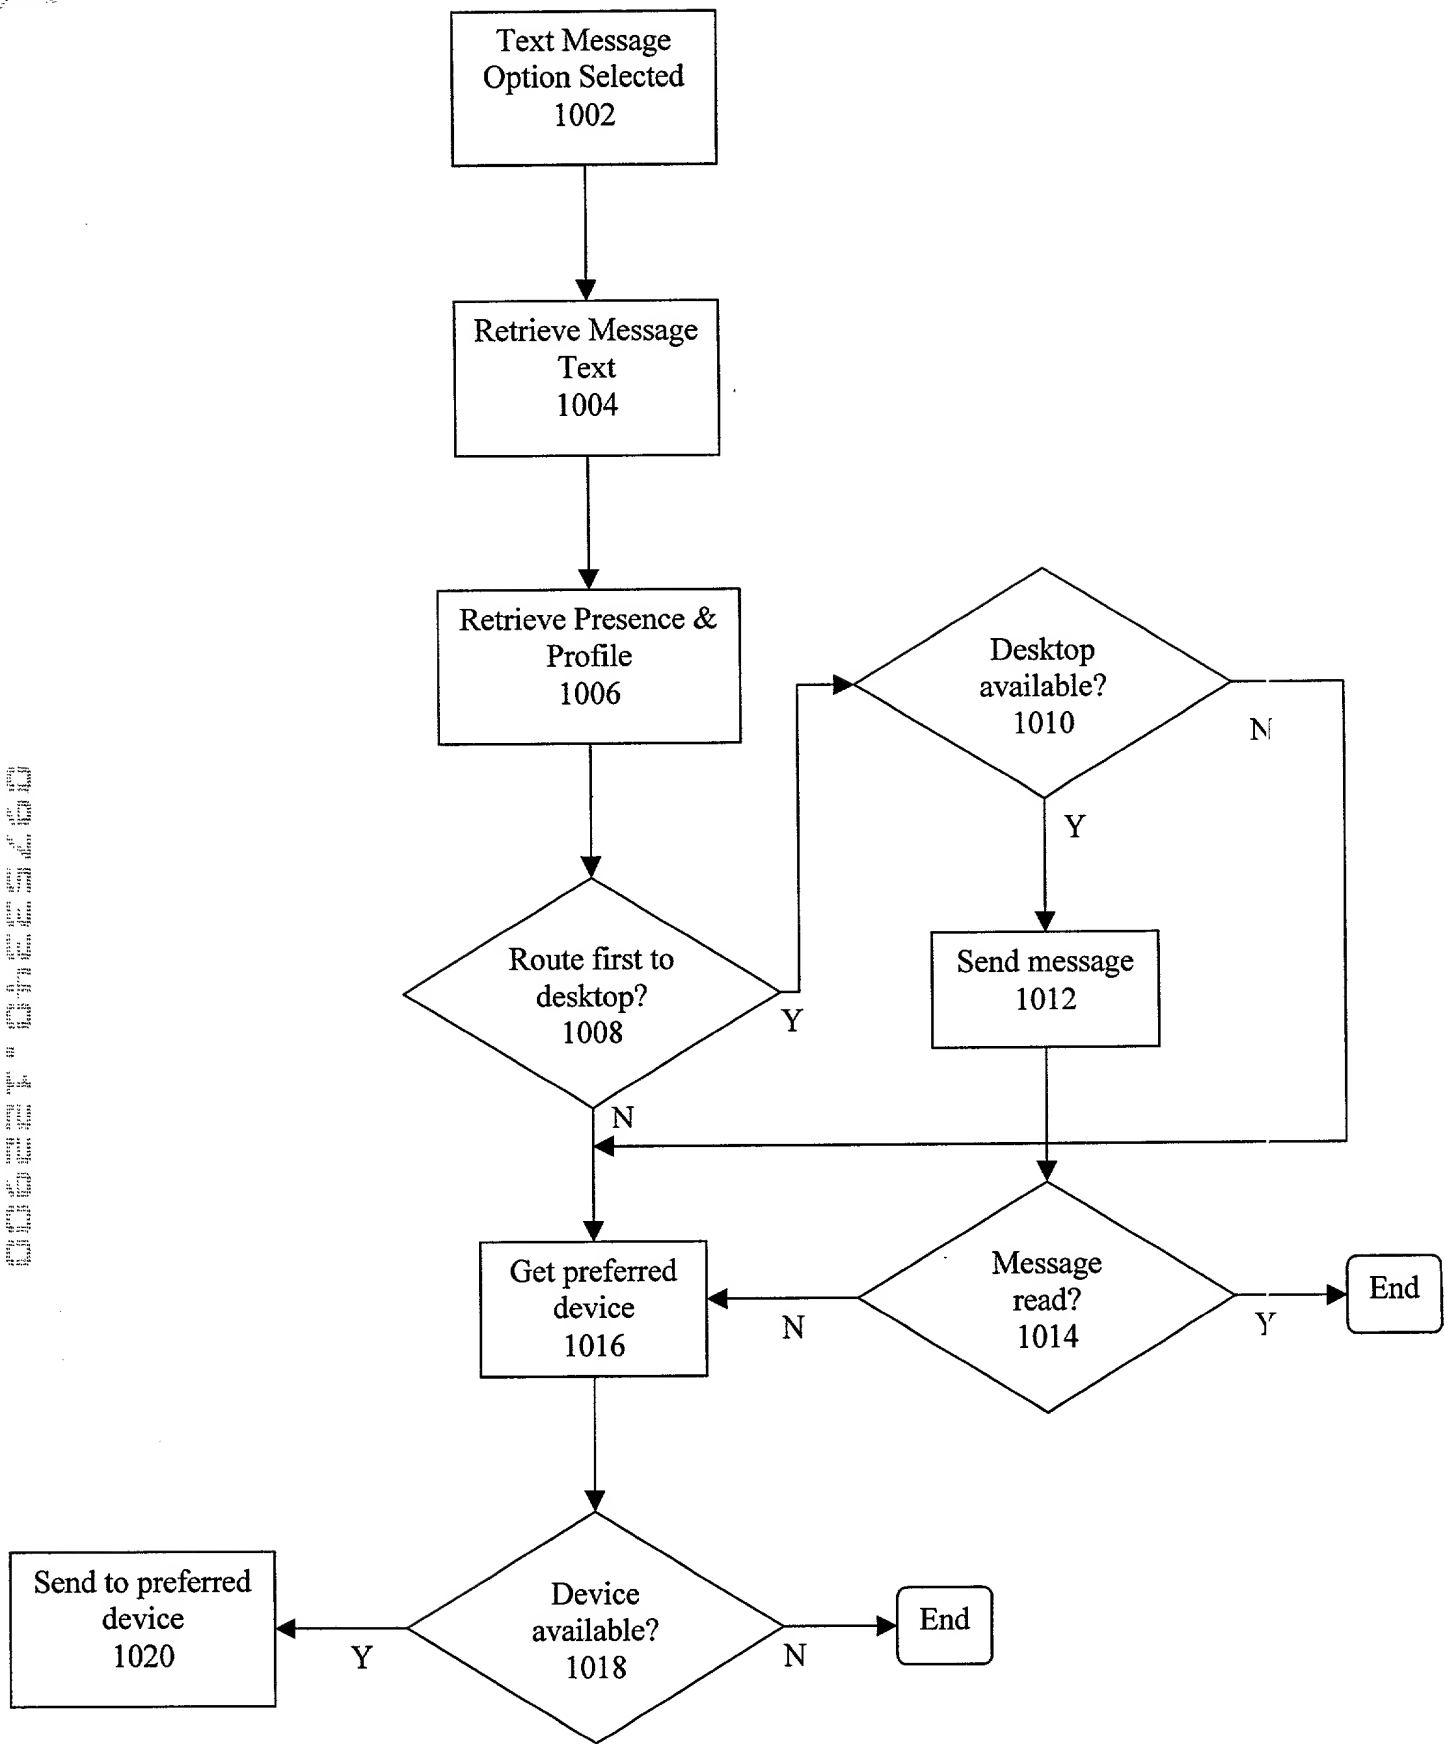 Text Message
Option Selected
1002
Retrieve Message
Text
1004
Retrieve Presence &
Profile
1006
Desktop
available?
1010
N
Y
Route first to
desktop?
1008
Y
N
Send message
1012
Get preferred
device
1016
N
Message
read?
1014
Y
End
Send to preferred
device
1020
Y
Device
available?
1018
N
End